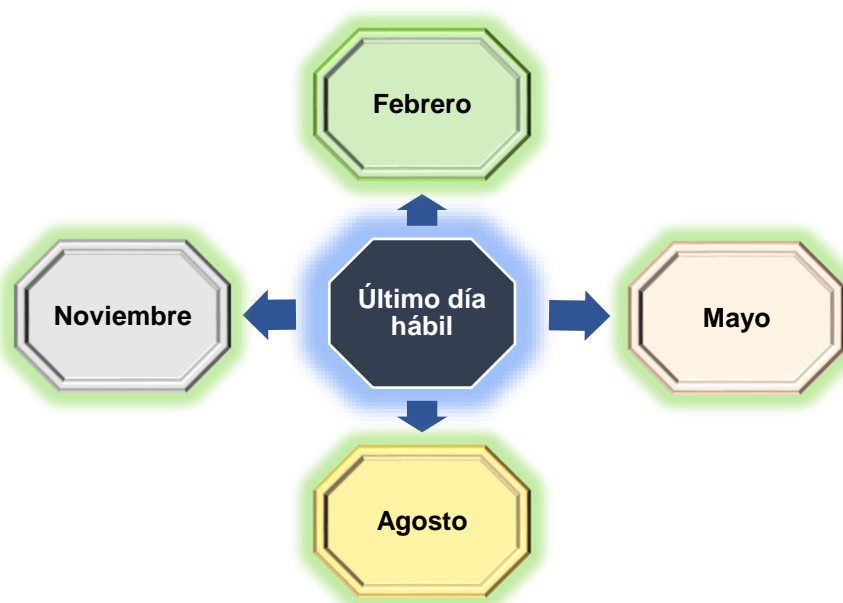 Febrero
Noviembre
Último día
hábil
Mayo
Agosto